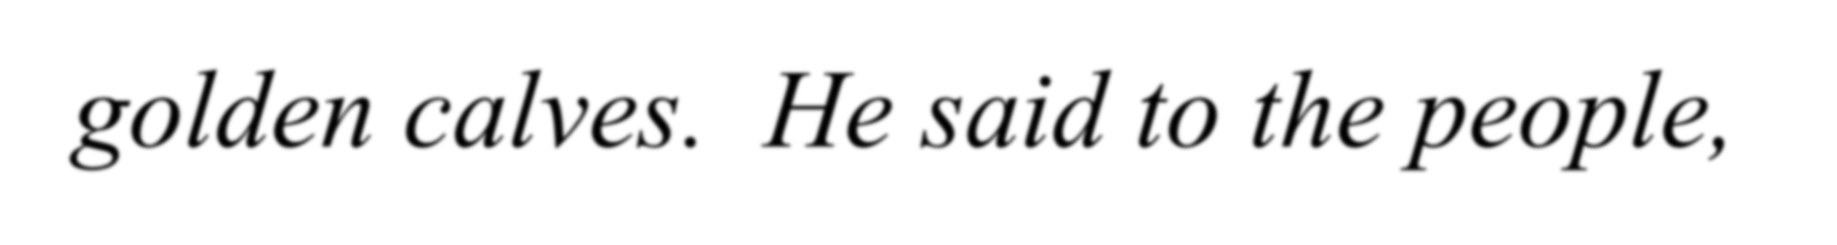 golden calves.  He said to the people,